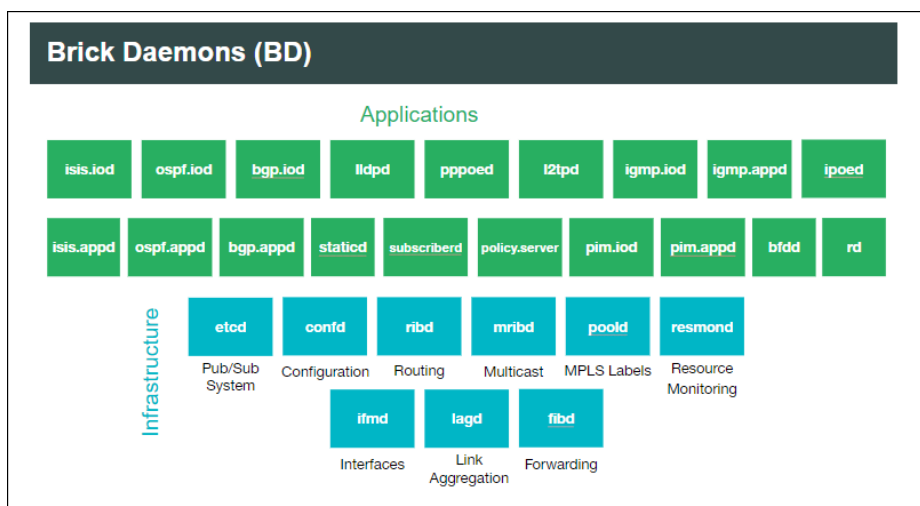 Brick Daemons (BD)
Applications
isis.iod ospf.iod bgp.iod lldpd pppoed l2tpd igmp.iod igmp.appd ipoed
isis.appd ospf.appd bgp.appd staticd subscriberd policy.server pim.iod pim.appd bfdd rd
Infrastructure
etcd confd ribd mribd poold resmond
Pub/Sub
System
Configuration
Routing
Multicast
MPLS Labels
Resource
Monitoring
ifmd lagd fibd
Interfaces
Link
Aggregation
Forwarding